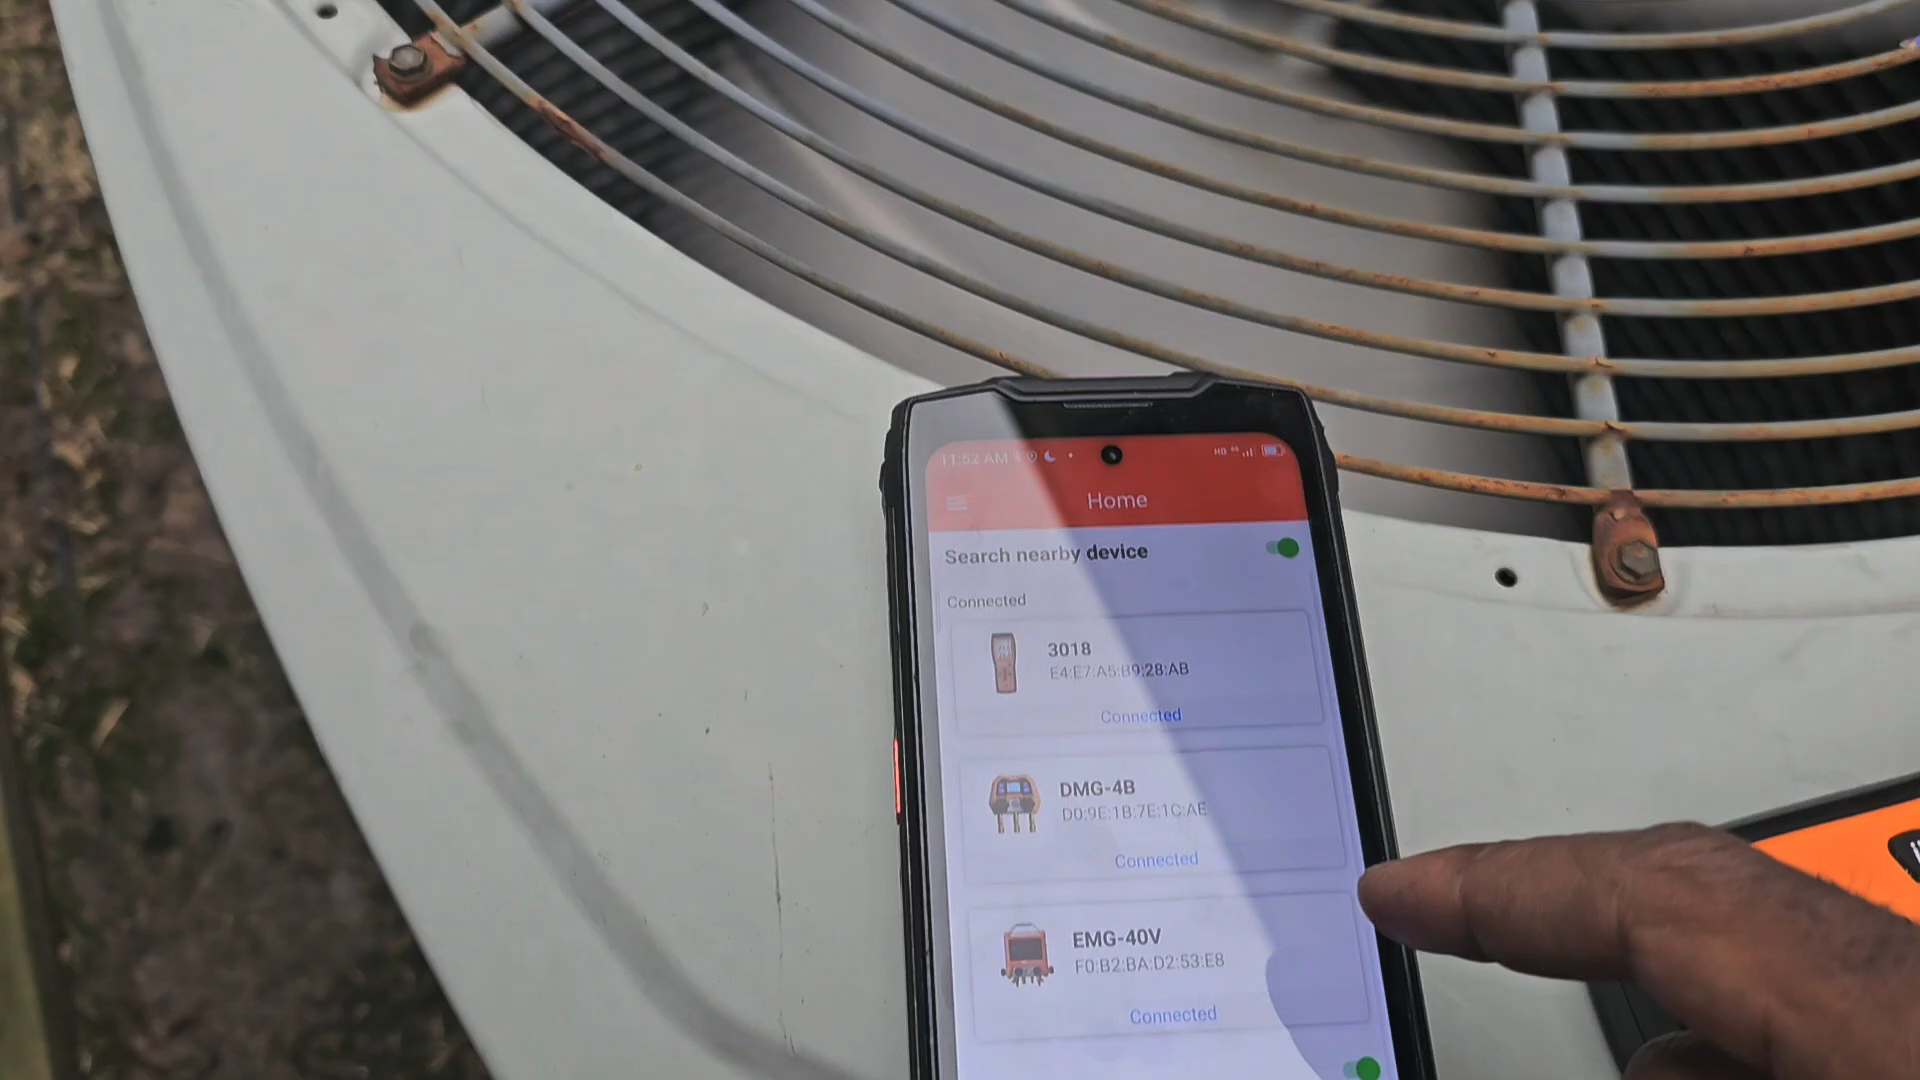 11:52 AM
Home
Search nearby device
Connected
3018
E4:E7:A5:B9:28:AB
Connected
DMG-4B
D0:9E:1B:7E:1C:AE
Connected
EMG-40V
F0:B2:BA:D2:53:E8
Connected